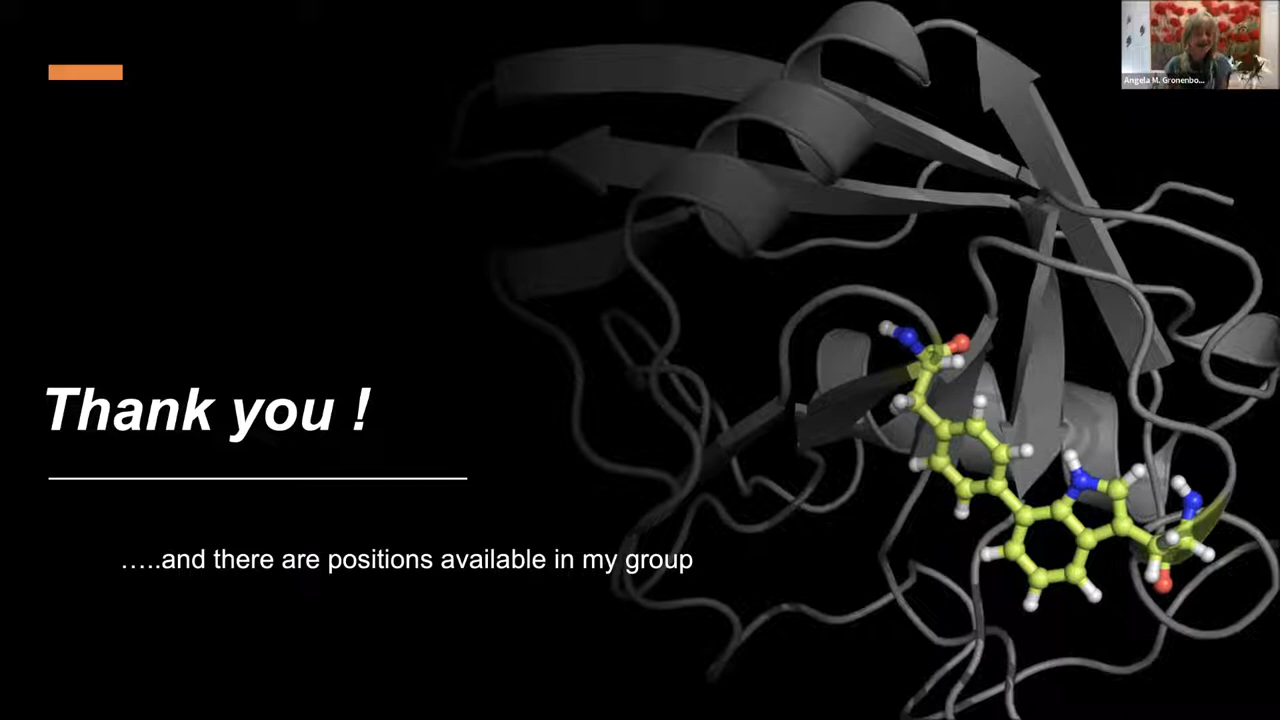 Angela M. Gronenbo...
Thank you !
.....and there are positions available in my group